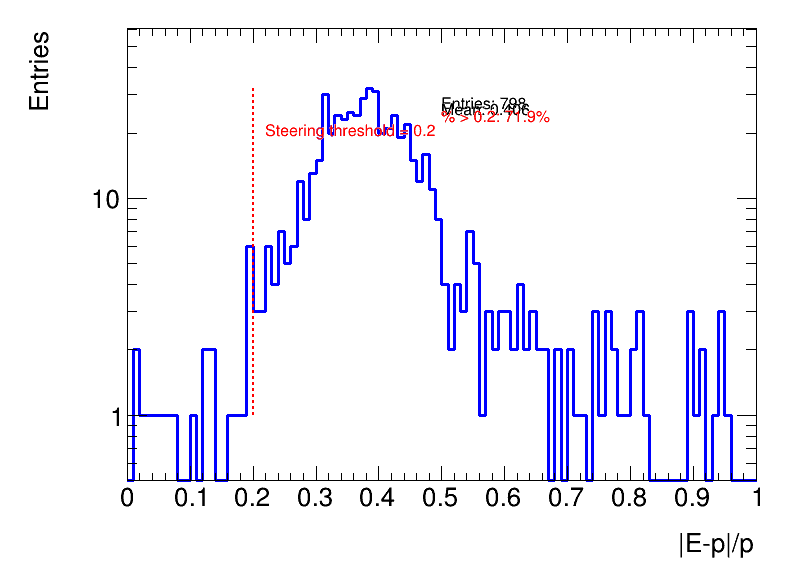 Entries
Entries: 798
Mean: 0.406
% > 0.2: 71.9%
Steering threshold = 0.2
10
1
0 0.1 0.2 0.3 0.4 0.5 0.6 0.7 0.8 0.9 1
|E-p|/p